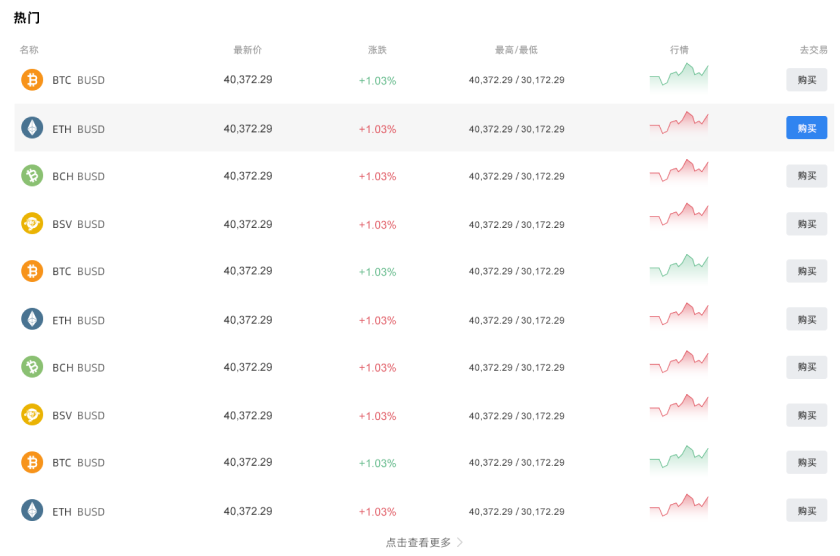 热门
名称 最新价 涨跌 最高/最低 行情 去交易
BTC BUSD 40,372.29 +1.03% 40,372.29 / 30,172.29 购买
ETH BUSD 40,372.29 +1.03% 40,372.29 / 30,172.29 购买
BCH BUSD 40,372.29 +1.03% 40,372.29 / 30,172.29 购买
BSV BUSD 40,372.29 +1.03% 40,372.29 / 30,172.29 购买
BTC BUSD 40,372.29 +1.03% 40,372.29 / 30,172.29 购买
ETH BUSD 40,372.29 +1.03% 40,372.29 / 30,172.29 购买
BCH BUSD 40,372.29 +1.03% 40,372.29 / 30,172.29 购买
BSV BUSD 40,372.29 +1.03% 40,372.29 / 30,172.29 购买
BTC BUSD 40,372.29 +1.03% 40,372.29 / 30,172.29 购买
ETH BUSD 40,372.29 +1.03% 40,372.29 / 30,172.29 购买
点击查看更多 >